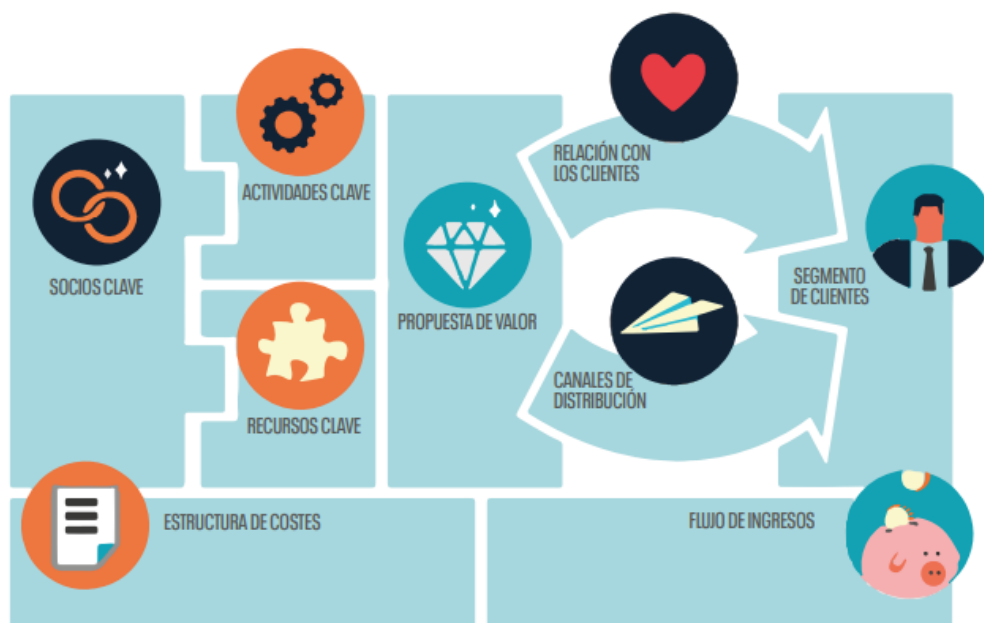 SOCIOS CLAVE
ACTIVIDADES CLAVE
RECURSOS CLAVE
PROPUESTA DE VALOR
RELACIÓN CON
LOS CLIENTES
CANALES DE
DISTRIBUCIÓN
SEGMENTO
DE CLIENTES
ESTRUCTURA DE COSTES
FLUJO DE INGRESOS